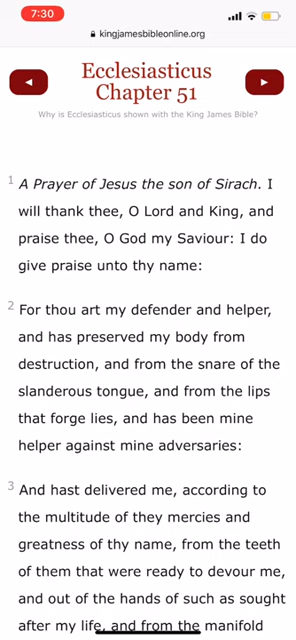 7:30
kingjamesbibleonline.org
Ecclesiasticus
Chapter 51
Why is Ecclesiasticus shown with the King James Bible?
1 A Prayer of Jesus the son of Sirach. I
will thank thee, O Lord and King, and
praise thee, O God my Saviour: I do
give praise unto thy name:
2 For thou art my defender and helper,
and has preserved my body from
destruction, and from the snare of the
slanderous tongue, and from the lips
that forge lies, and has been mine
helper against mine adversaries:
3 And hast delivered me, according to
the multitude of they mercies and
greatness of thy name, from the teeth
of them that were ready to devour me,
and out of the hands of such as sought
after my life, and from the manifold